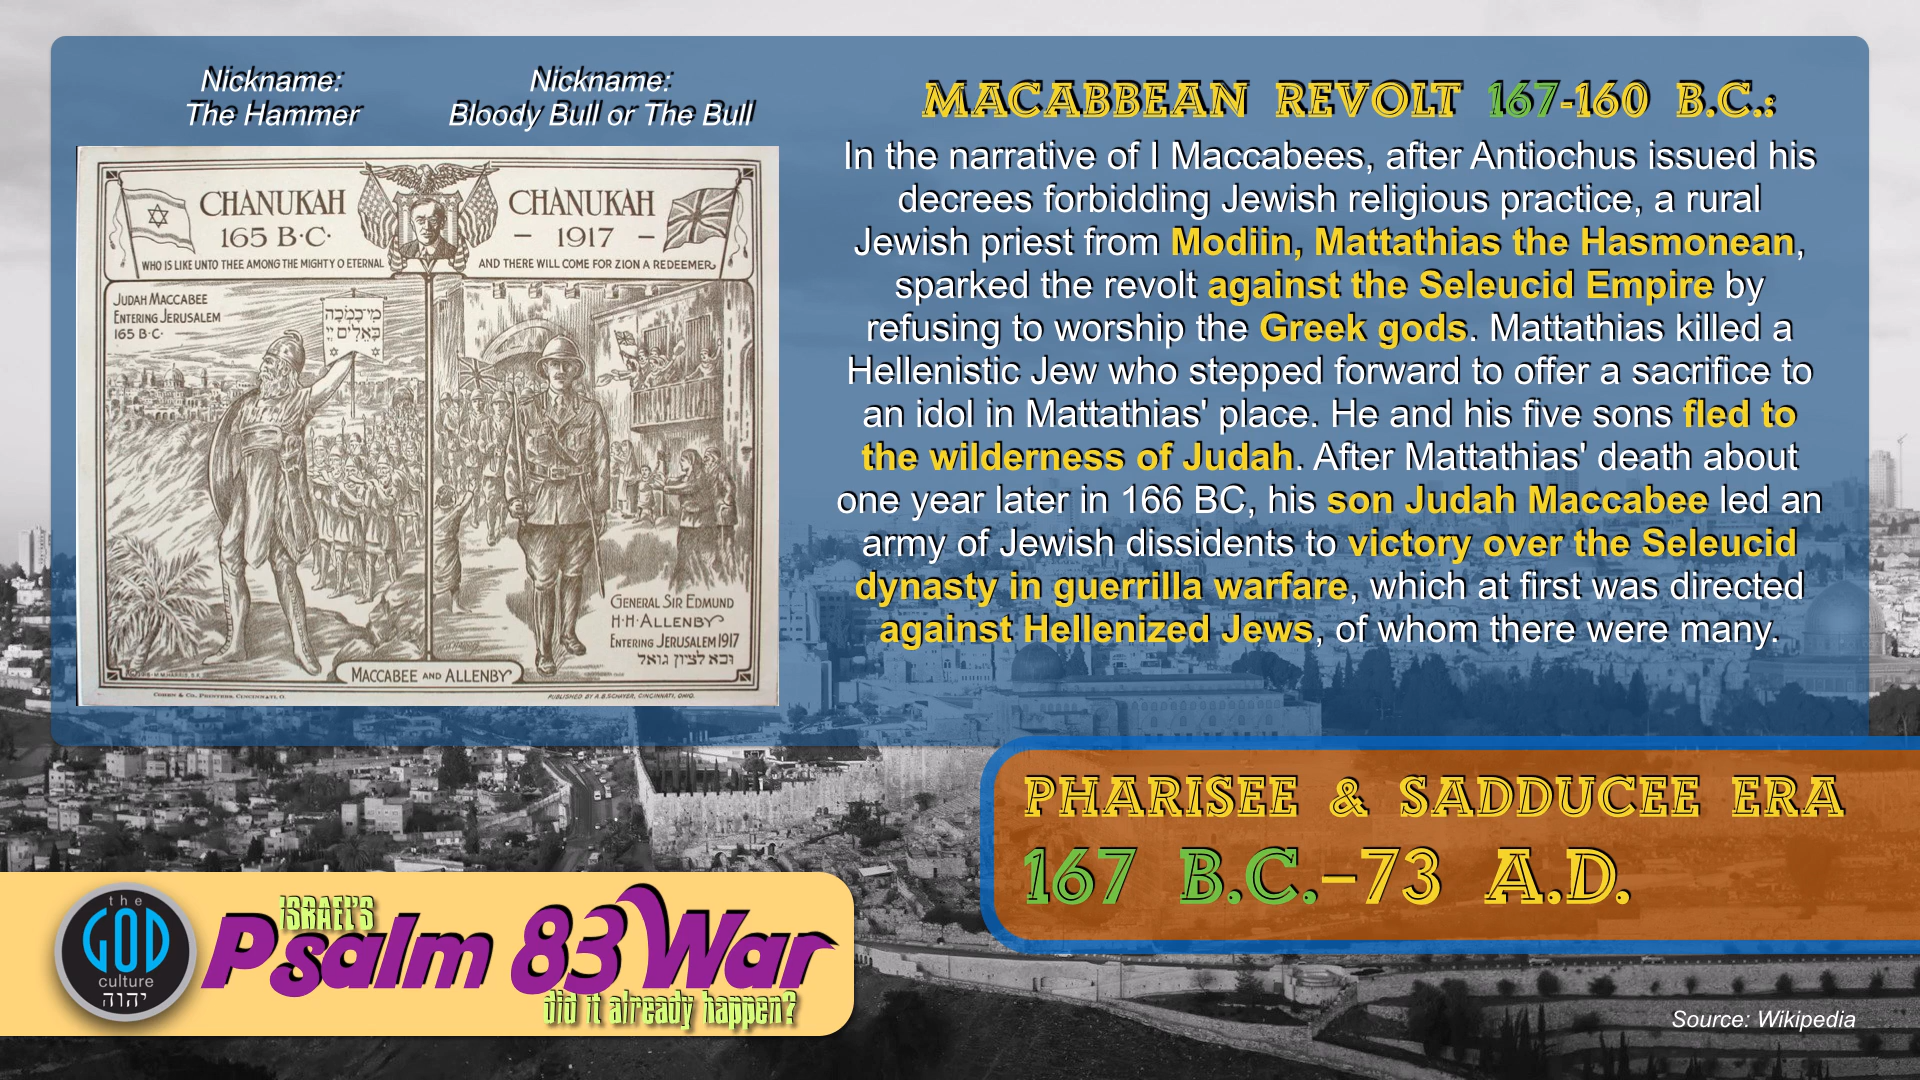 Nickname:
The Hammer
Nickname:
Bloody Bull or The Bull
CHANUKAH
165 B·C·
CHANUKAH
– 1917 –
WHO IS LIKE UNTO THEE AMONG THE MIGHTY O ETERNAL
AND THERE WILL COME FOR ZION A REDEEMER
JUDAH MACCABEE
ENTERING JERUSALEM
165 B·C·
מי־כמכה
באלים יי
GENERAL SIR EDMUND
H·H·ALLENBY
ENTERING JERUSALEM 1917
ובא לציון גואל
MACCABEE AND ALLENBY
COHEN & CO. PRINTERS, CINCINNATI, O.
PUBLISHED BY A.B.SCHAYER, CINCINNATI, OHIO.
MACABBEAN REVOLT 167-160 B.C.:
In the narrative of I Maccabees, after Antiochus issued his
decrees forbidding Jewish religious practice, a rural
Jewish priest from Modiin, Mattathias the Hasmonean,
sparked the revolt against the Seleucid Empire by
refusing to worship the Greek gods. Mattathias killed a
Hellenistic Jew who stepped forward to offer a sacrifice to
an idol in Mattathias' place. He and his five sons fled to
the wilderness of Judah. After Mattathias' death about
one year later in 166 BC, his son Judah Maccabee led an
army of Jewish dissidents to victory over the Seleucid
dynasty in guerrilla warfare, which at first was directed
against Hellenized Jews, of whom there were many.
PHARISEE & SADDUCEE ERA
167 B.C.–73 A.D.
the
GOD
culture
יהוה
ISRAEL'S
Psalm 83 War
did it already happen?
Source: Wikipedia